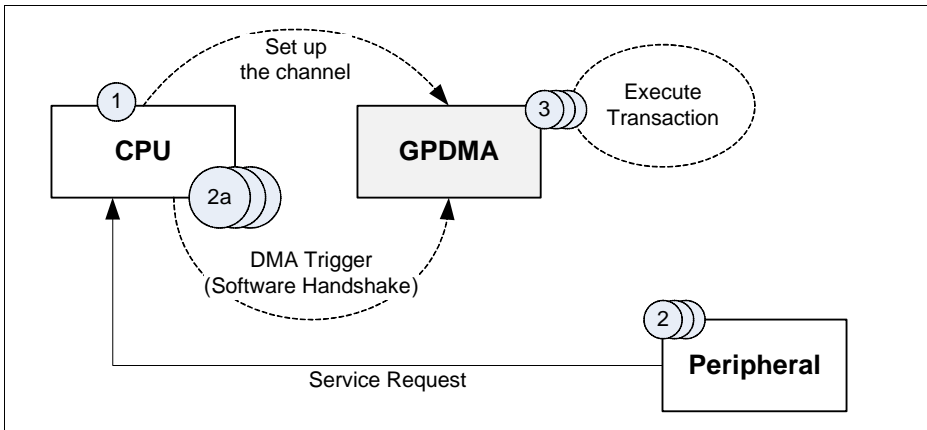 Set up
the channel
1
CPU
2a
GPDMA
3
Execute
Transaction
DMA Trigger
(Software Handshake)
2
Peripheral
Service Request